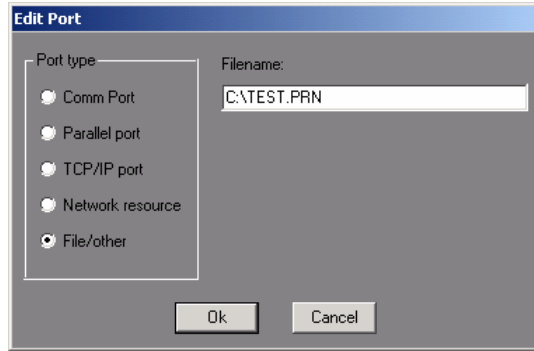 Edit Port
Port type
Comm Port
Parallel port
TCP/IP port
Network resource
File/other
Filename:
C:\TEST.PRN
Ok
Cancel